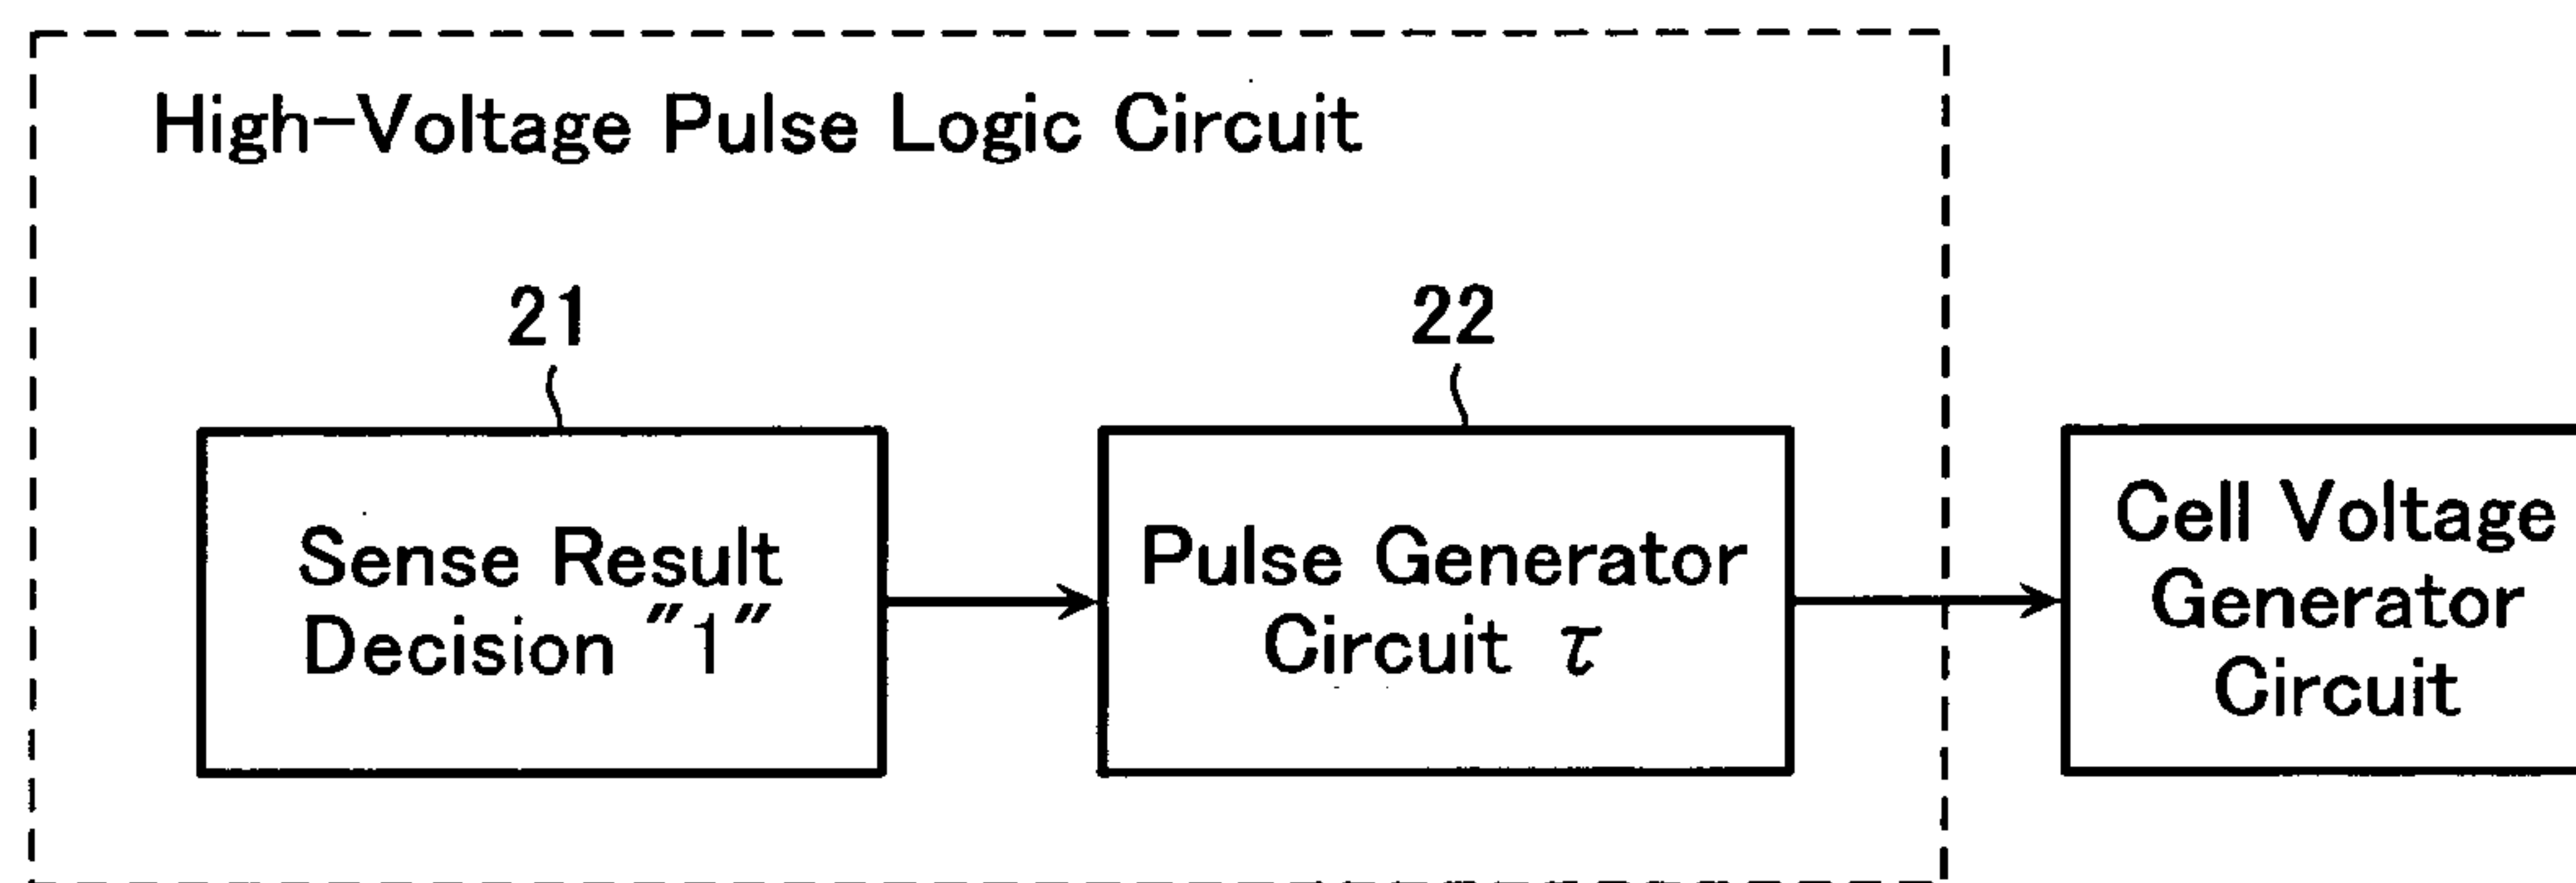 High-Voltage Pulse Logic Circuit
21
22
Sense Result
Decision "1"
Pulse Generator
Circuit τ
Cell Voltage
Generator
Circuit